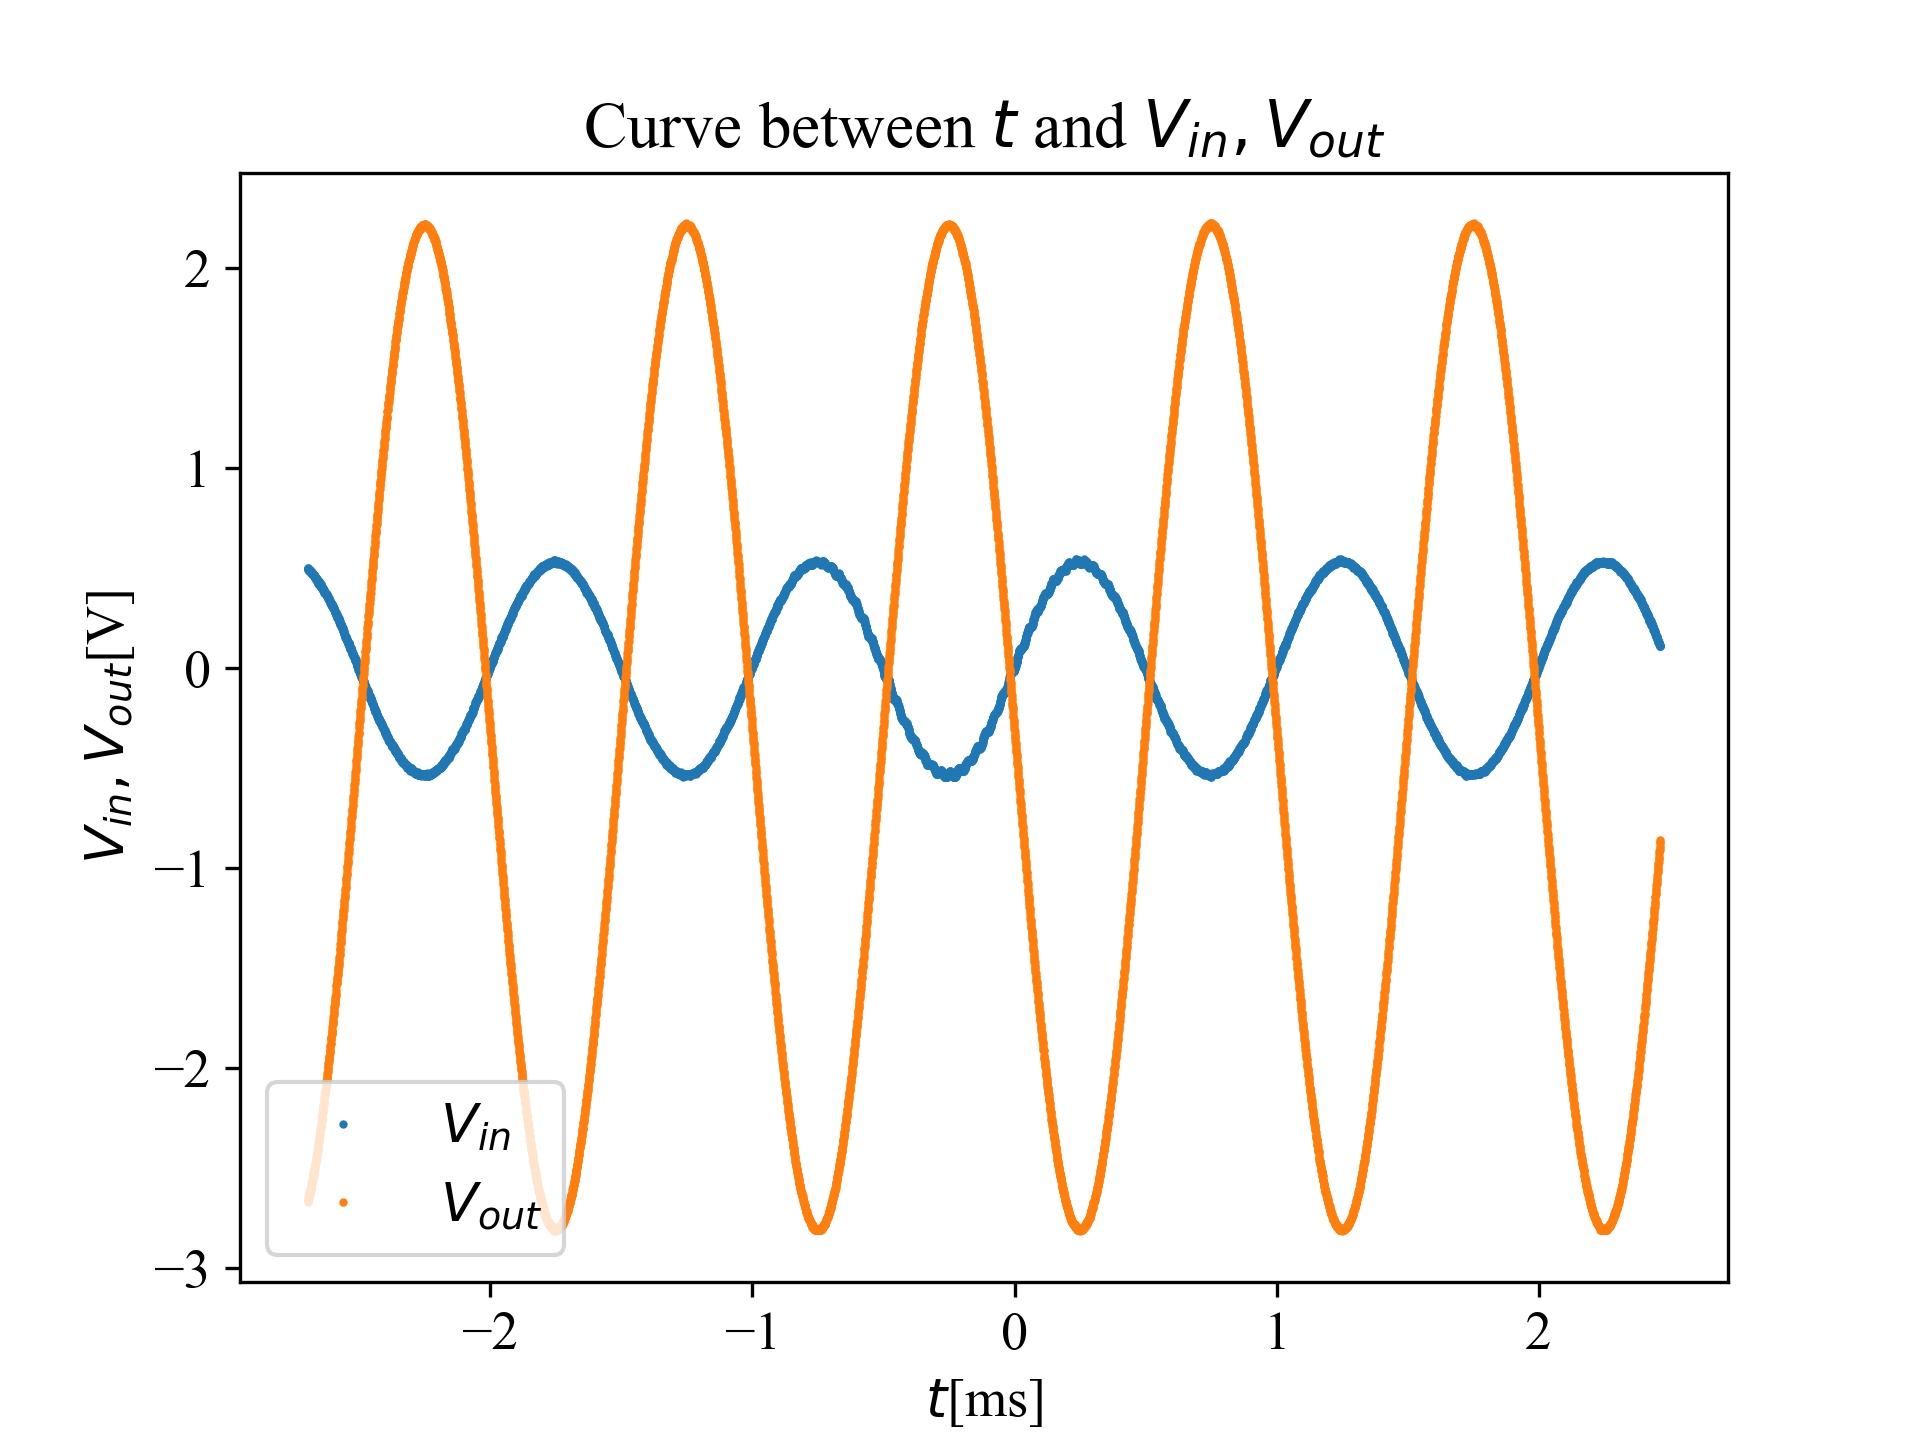 Curve between t and V_in, V_out
V_in, V_out[V]
2
1
0
−1
−2
−3
V_in
V_out
−2 −1 0 1 2
t[ms]